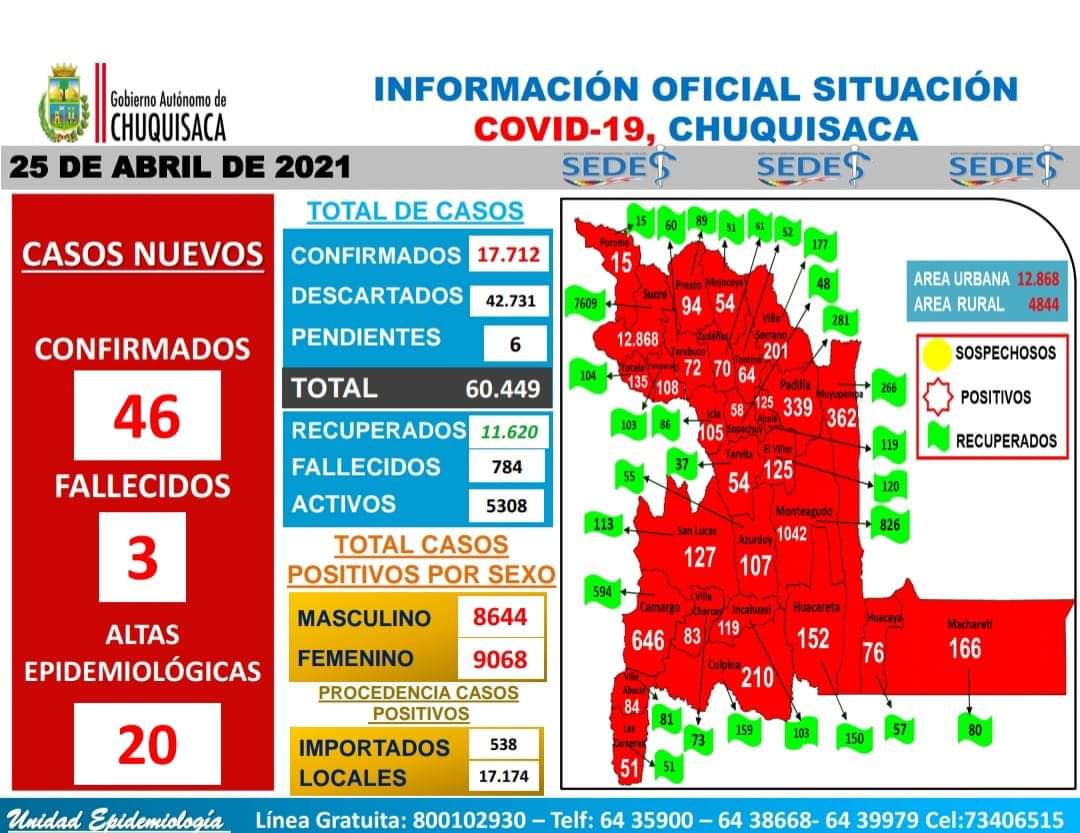 Gobierno Autónomo de
CHUQUISACA
INFORMACIÓN OFICIAL SITUACIÓN
COVID-19, CHUQUISACA
25 DE ABRIL DE 2021
SEDES
SEDES
SEDES
CASOS NUEVOS
CONFIRMADOS
46
FALLECIDOS
3
ALTAS
EPIDEMIOLÓGICAS
20
TOTAL DE CASOS
CONFIRMADOS 17.712
DESCARTADOS 42.731
PENDIENTES 6
TOTAL 60.449
RECUPERADOS 11.620
FALLECIDOS 784
ACTIVOS 5308
TOTAL CASOS
POSITIVOS POR SEXO
MASCULINO 8644
FEMENINO 9068
PROCEDENCIA CASOS
POSITIVOS
IMPORTADOS 538
LOCALES 17.174
AREA URBANA 12.868
AREA RURAL 4844
SOSPECHOSOS
POSITIVOS
RECUPERADOS
15
60
89
51
61
52
177
48
281
7609
104
103
86
37
55
113
594
266
119
120
826
Poroma
15
Sucre
12.868
Presto
94
Mojocoya
54
Villa
Serrano
201
Zudañez
70
Tarabuco
72
Tomina
64
Yotala
135
108
Padilla
339
Muyupampa
362
Icla
105
58
Sopachuy
125
Alcalá
Tarvita
54
El Villar
125
Monteagudo
1042
San Lucas
127
Azurduy
107
Camargo
646
Villa
Charcas
83
Incahuasi
119
Huacareta
152
Huacaya
76
Machareti
166
Culpina
210
Villa
Abecia
84
Las
Carreras
51
81
51
73
159
103
150
57
80
Unidad Epidemiología
Línea Gratuita: 800102930 – Telf: 64 35900 – 64 38668- 64 39979 Cel:73406515